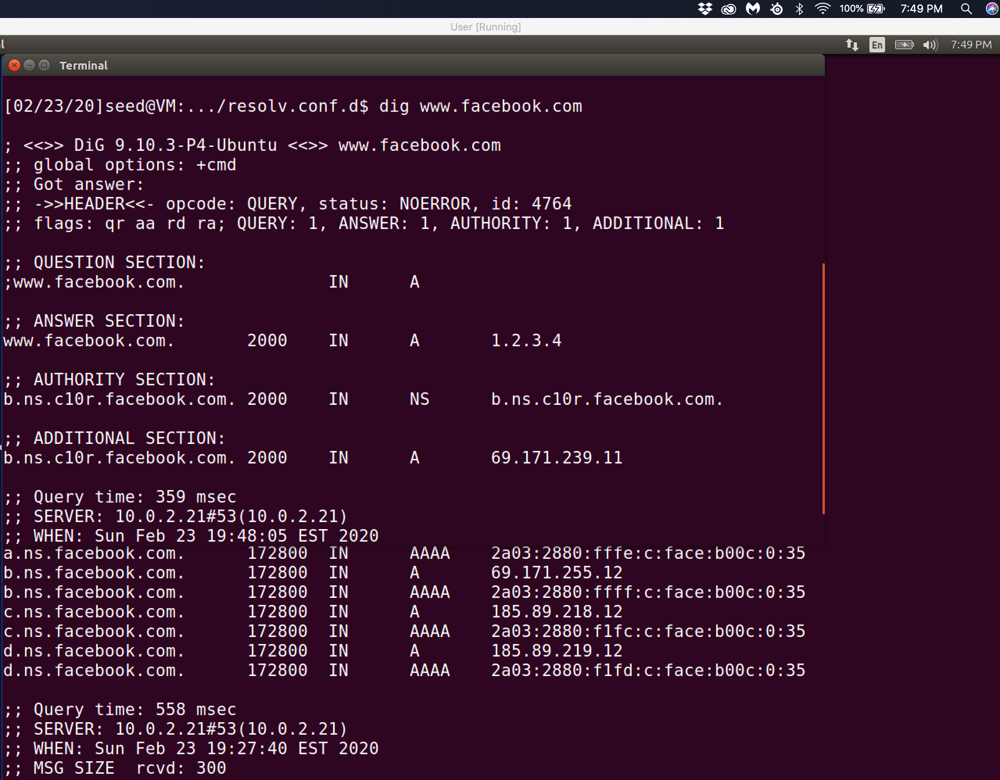 100% 7:49 PM
User [Running]
l En 7:49 PM
Terminal
[02/23/20]seed@VM:.../resolv.conf.d$ dig www.facebook.com
; <<>> DiG 9.10.3-P4-Ubuntu <<>> www.facebook.com
;; global options: +cmd
;; Got answer:
;; ->>HEADER<<- opcode: QUERY, status: NOERROR, id: 4764
;; flags: qr aa rd ra; QUERY: 1, ANSWER: 1, AUTHORITY: 1, ADDITIONAL: 1
;; QUESTION SECTION:
;www.facebook.com. IN A
;; ANSWER SECTION:
www.facebook.com. 2000 IN A 1.2.3.4
;; AUTHORITY SECTION:
b.ns.c10r.facebook.com. 2000 IN NS b.ns.c10r.facebook.com.
;; ADDITIONAL SECTION:
b.ns.c10r.facebook.com. 2000 IN A 69.171.239.11
;; Query time: 359 msec
;; SERVER: 10.0.2.21#53(10.0.2.21)
;; WHEN: Sun Feb 23 19:48:05 EST 2020
a.ns.facebook.com. 172800 IN AAAA 2a03:2880:fffe:c:face:b00c:0:35
b.ns.facebook.com. 172800 IN A 69.171.255.12
b.ns.facebook.com. 172800 IN AAAA 2a03:2880:ffff:c:face:b00c:0:35
c.ns.facebook.com. 172800 IN A 185.89.218.12
c.ns.facebook.com. 172800 IN AAAA 2a03:2880:f1fc:c:face:b00c:0:35
d.ns.facebook.com. 172800 IN A 185.89.219.12
d.ns.facebook.com. 172800 IN AAAA 2a03:2880:f1fd:c:face:b00c:0:35
;; Query time: 558 msec
;; SERVER: 10.0.2.21#53(10.0.2.21)
;; WHEN: Sun Feb 23 19:27:40 EST 2020
;; MSG SIZE  rcvd: 300